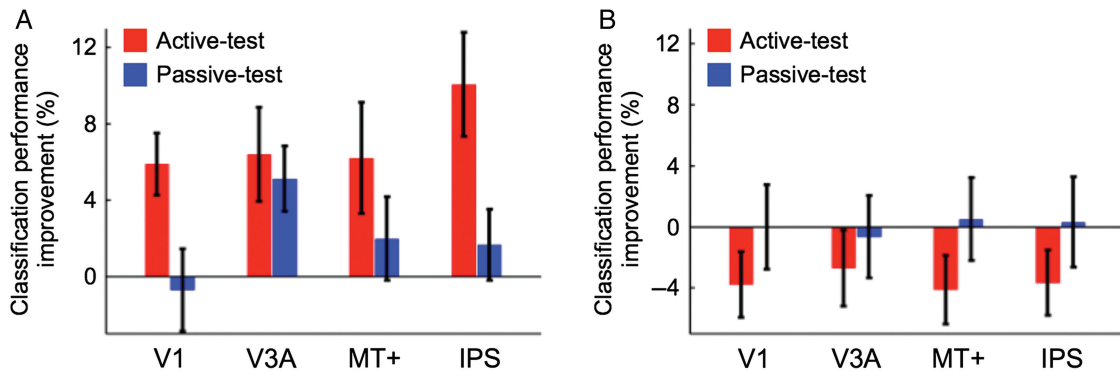 A
Classification performance
improvement (%)
12
8
4
0
Active-test
Passive-test
V1 V3A MT+ IPS
B
Classification performance
improvement (%)
12
8
4
0
−4
Active-test
Passive-test
V1 V3A MT+ IPS